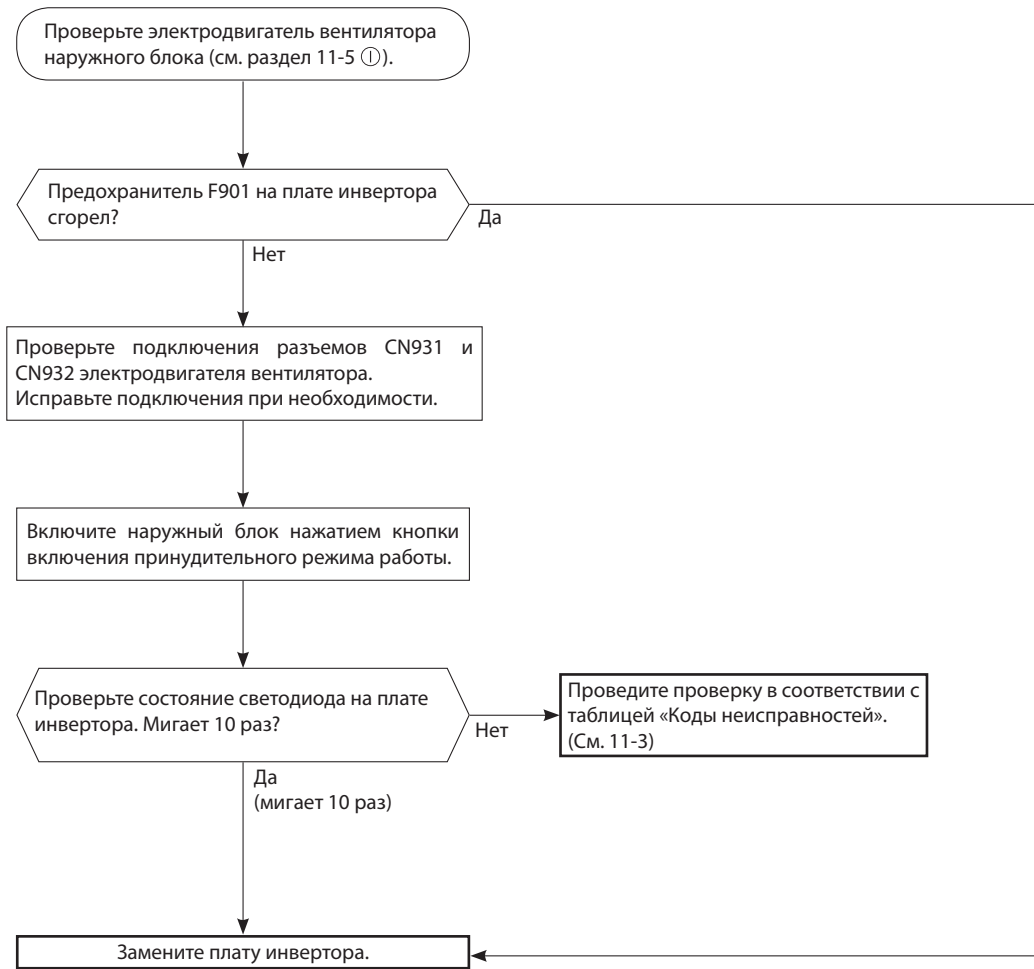 Проверьте электродвигатель вентилятора
наружного блока (см. раздел 11-5 Ⓘ).
Предохранитель F901 на плате инвертора
сгорел?
Да
Нет
Проверьте подключения разъемов CN931 и
CN932 электродвигателя вентилятора.
Исправьте подключения при необходимости.
Включите наружный блок нажатием кнопки
включения принудительного режима работы.
Проверьте состояние светодиода на плате
инвертора. Мигает 10 раз?
Нет
Проведите проверку в соответствии с
таблицей «Коды неисправностей».
(См. 11-3)
Да
(мигает 10 раз)
Замените плату инвертора.